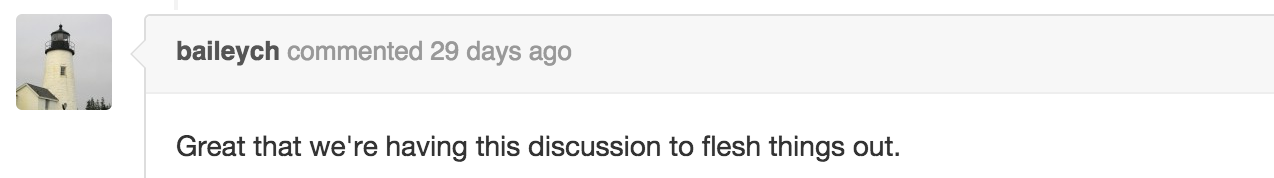 baileych commented 29 days ago
Great that we're having this discussion to flesh things out.